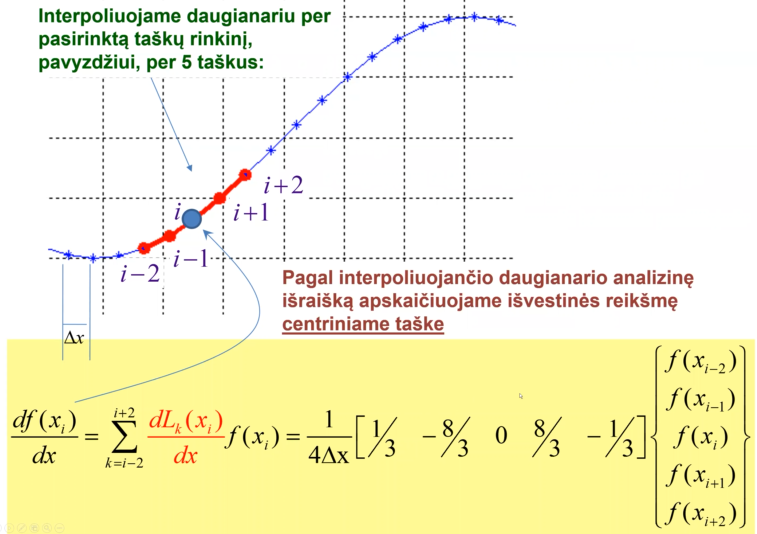 Interpoliuojame daugianariu per
pasirinktą taškų rinkinį,
pavyzdžiui, per 5 taškus:
i+2
i
i+1
i−1
i−2
Pagal interpoliuojančio daugianario analizinę
išraišką apskaičiuojame išvestinės reikšmę
centriniame taške
Δx
df(x_i)/dx = ∑_{k=i−2}^{i+2} dL_k(x_i)/dx f(x_i) = 1/(4Δx) [1/3 −8/3 0 8/3 −1/3] {f(x_{i−2})
f(x_{i−1})
f(x_i)
f(x_{i+1})
f(x_{i+2})}